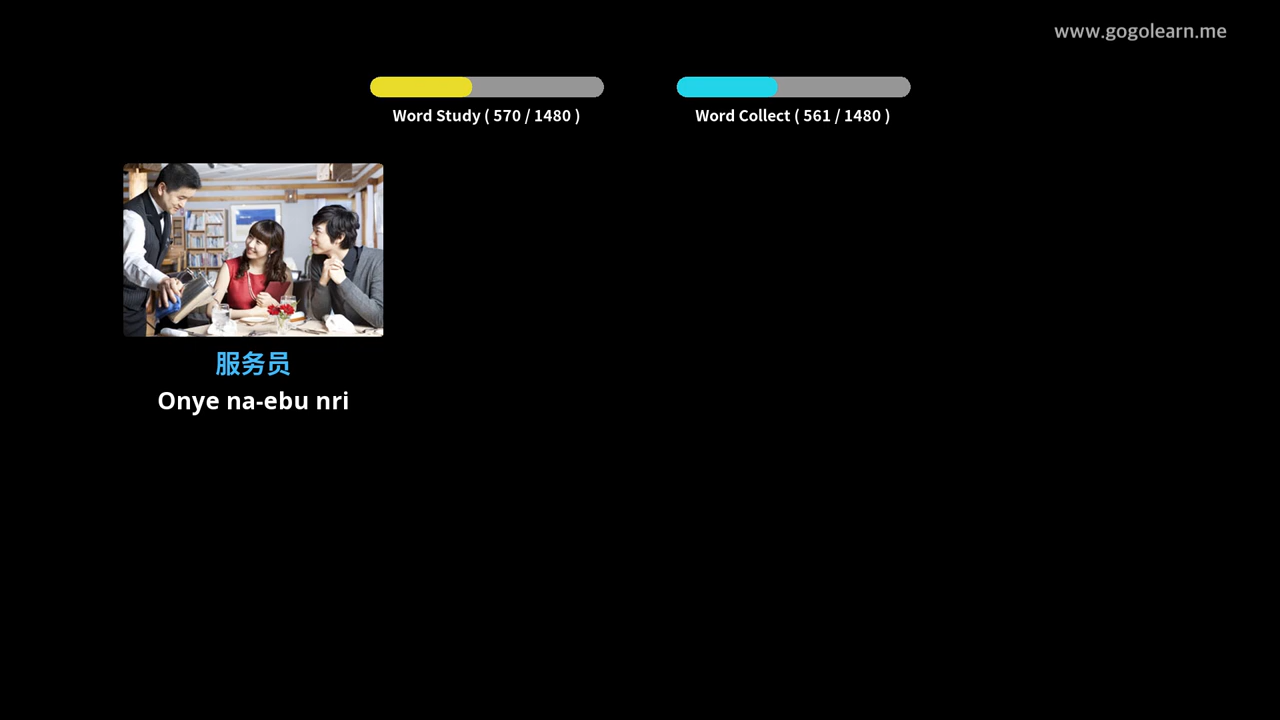 www.gogolearn.me
Word Study ( 570 / 1480 )
Word Collect ( 561 / 1480 )
服务员
Onye na-ebu nri